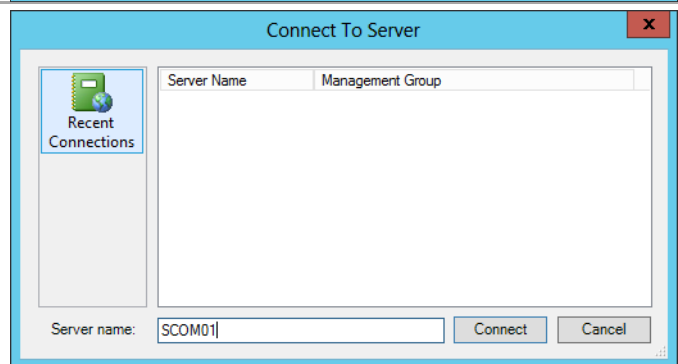 Connect To Server
x
Server Name Management Group
Recent
Connections
Server name: SCOM01 Connect Cancel